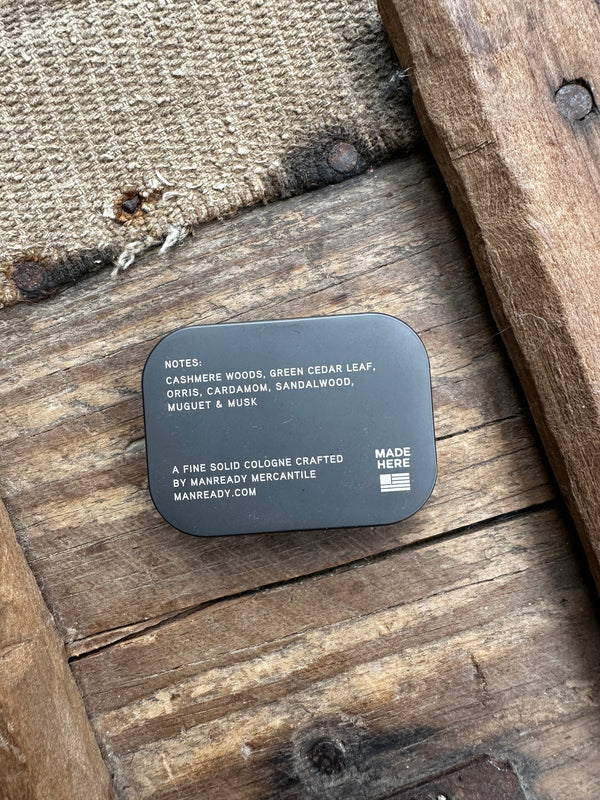 NOTES:
CASHMERE WOODS, GREEN CEDAR LEAF,
ORRIS, CARDAMOM, SANDALWOOD,
MUGUET & MUSK
A FINE SOLID COLOGNE CRAFTED
BY MANREADY MERCANTILE
MANREADY.COM
MADE
HERE